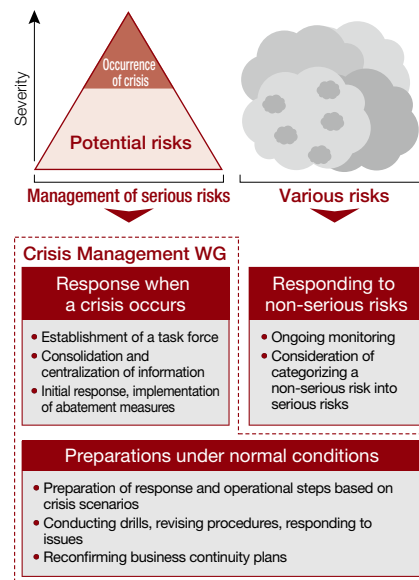 Severity
Occurrence
of crisis
Potential risks
Management of serious risks
Various risks
Crisis Management WG
Response when
a crisis occurs
• Establishment of a task force
• Consolidation and
centralization of information
• Initial response, implementation
of abatement measures
Responding to
non-serious risks
• Ongoing monitoring
• Consideration of
categorizing a
non-serious risk into
serious risks
Preparations under normal conditions
• Preparation of response and operational steps based on
crisis scenarios
• Conducting drills, revising procedures, responding to
issues
• Reconfirming business continuity plans